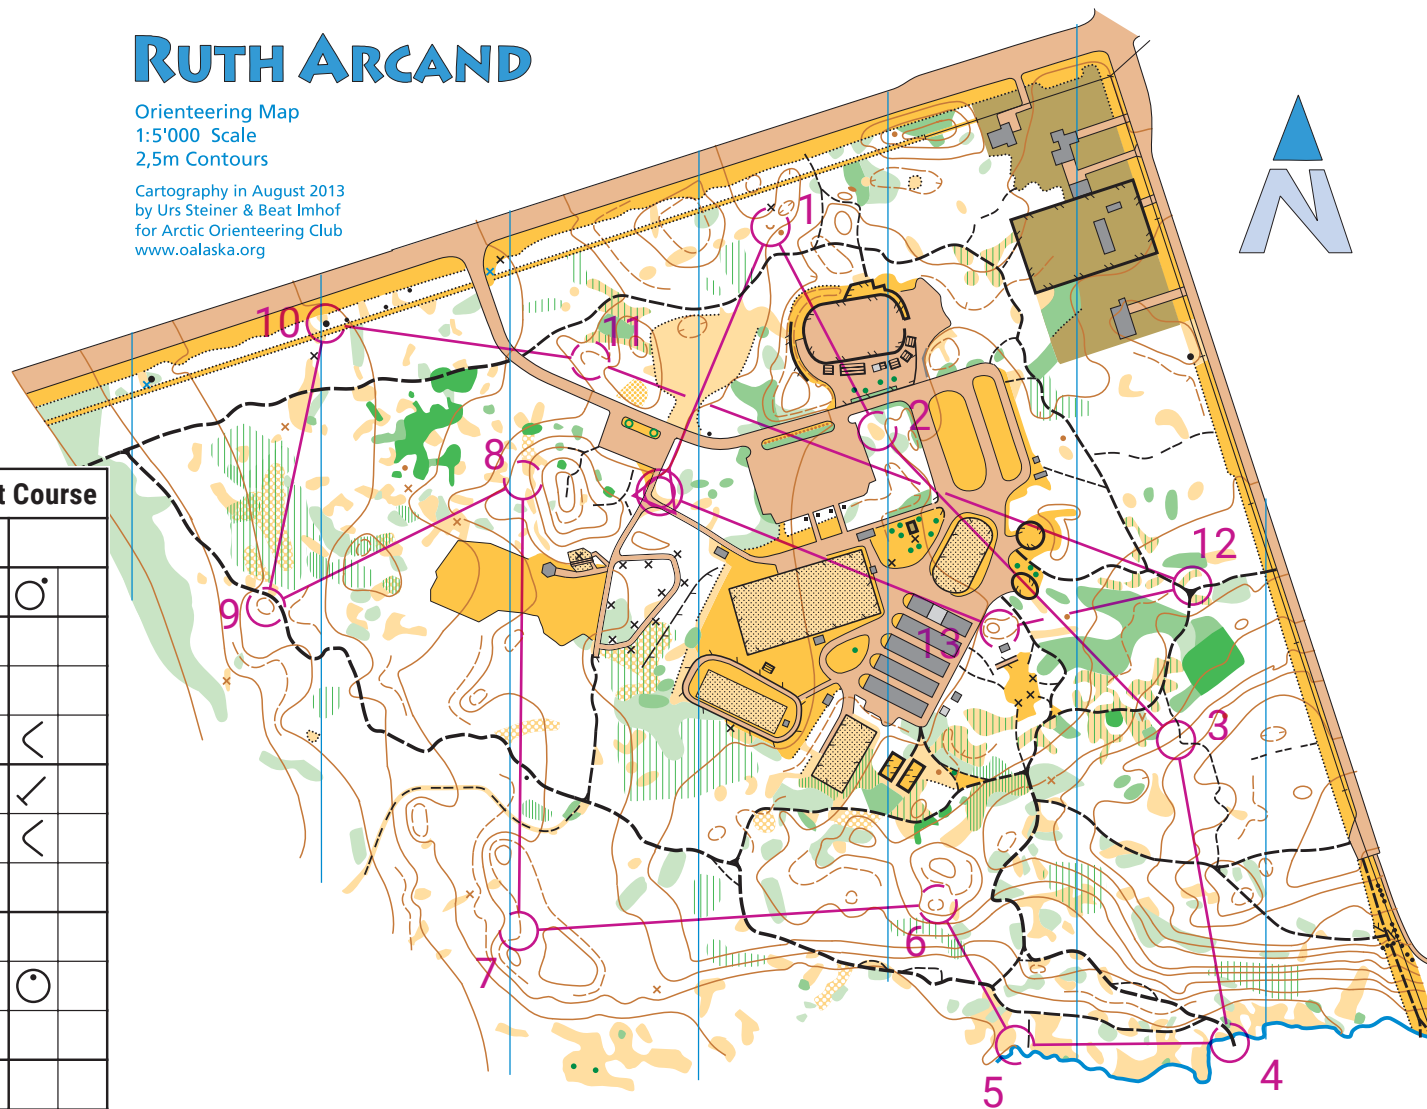 RUTH ARCAND
Orienteering Map
1:5'000 Scale
2,5m Contours
Cartography in August 2013
by Urs Steiner & Beat Imhof
for Arctic Orienteering Club
www.oalaska.org
N
1
10
11
2
8
t Course
12
9
13
3
6
7
4
5